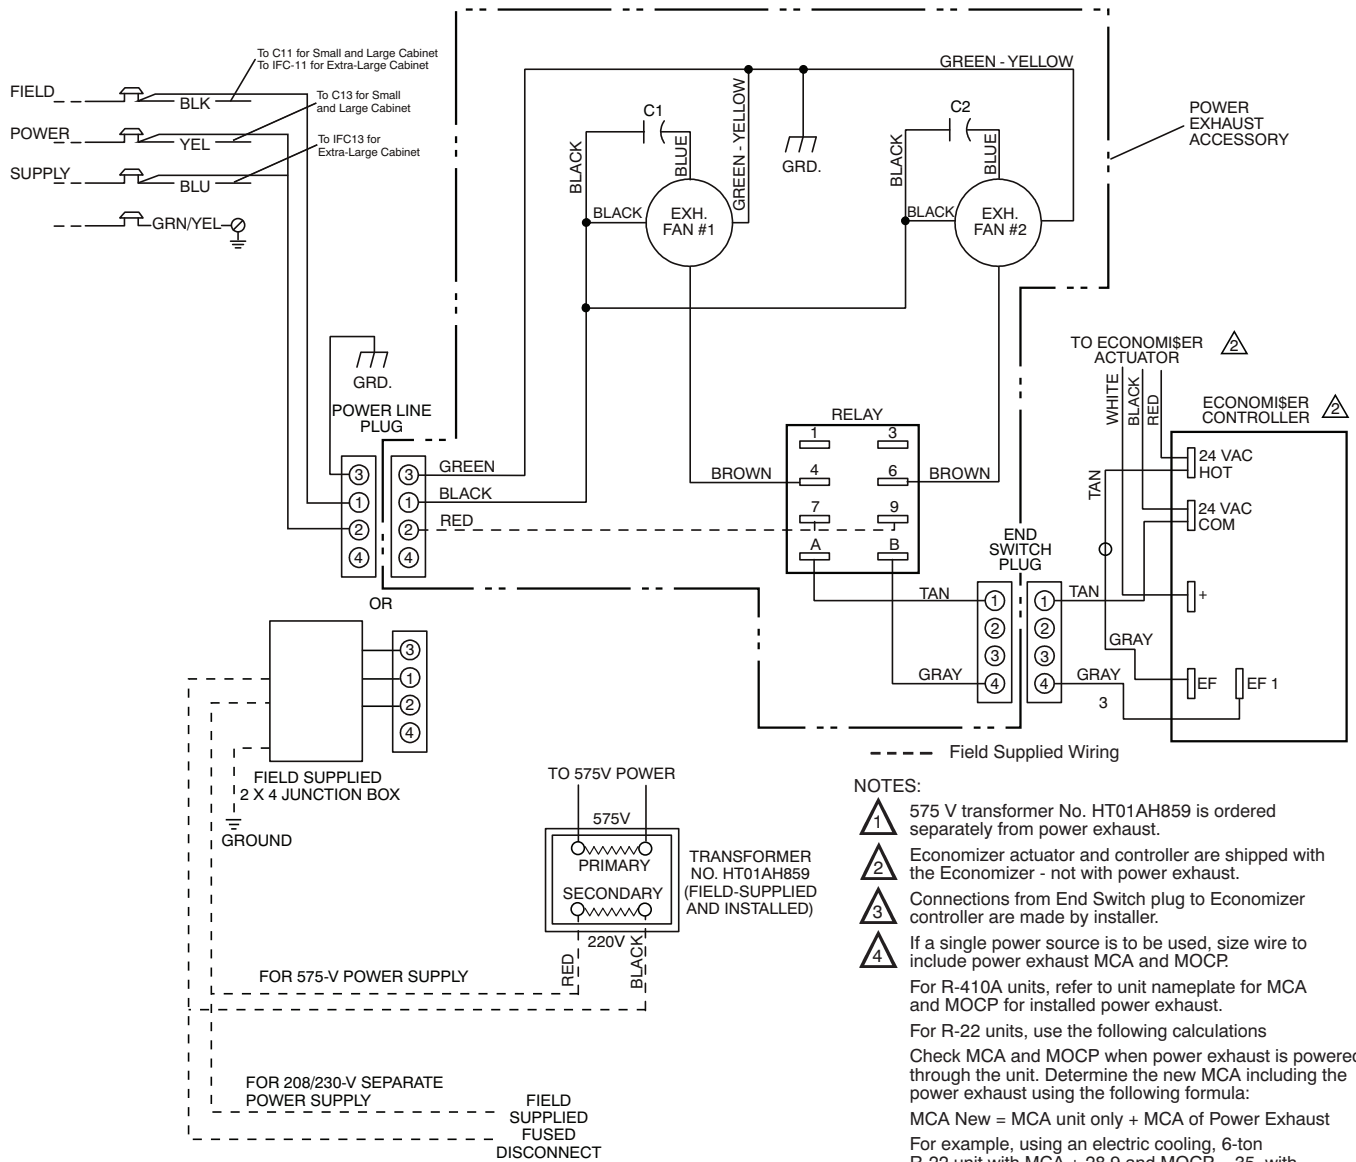 To C11 for Small and Large Cabinet
To IFC-11 for Extra-Large Cabinet
FIELD
BLK
To C13 for Small
and Large Cabinet
POWER
YEL
To IFC13 for
Extra-Large Cabinet
SUPPLY
BLU
GRN/YEL
GREEN - YELLOW
C1
C2
BLACK
BLUE
GREEN - YELLOW
GRD.
BLACK
BLUE
BLACK
EXH.
FAN #1
BLACK
EXH.
FAN #2
POWER
EXHAUST
ACCESSORY
GRD.
POWER LINE
PLUG
3
1
2
4
3
1
2
4
GREEN
BLACK
RED
RELAY
1
3
4
6
7
9
A
B
BROWN
BROWN
TAN
GRAY
END
SWITCH
PLUG
1
2
3
4
1
2
3
4
TAN
GRAY
3
TO ECONOMI$ER
ACTUATOR
2
WHITE
BLACK
RED
TAN
GRAY
ECONOMI$ER
CONTROLLER
2
24 VAC
HOT
24 VAC
COM
+
EF
EF 1
OR
3
1
2
4
FIELD SUPPLIED
2 X 4 JUNCTION BOX
GROUND
TO 575V POWER
575V
PRIMARY
SECONDARY
220V
RED
BLACK
TRANSFORMER
NO. HT01AH859
(FIELD-SUPPLIED
AND INSTALLED)
FOR 575-V POWER SUPPLY
FOR 208/230-V SEPARATE
POWER SUPPLY
FIELD
SUPPLIED
FUSED
DISCONNECT
Field Supplied Wiring
NOTES:
1
575 V transformer No. HT01AH859 is ordered
separately from power exhaust.
2
Economizer actuator and controller are shipped with
the Economizer - not with power exhaust.
3
Connections from End Switch plug to Economizer
controller are made by installer.
4
If a single power source is to be used, size wire to
include power exhaust MCA and MOCP.
For R-410A units, refer to unit nameplate for MCA
and MOCP for installed power exhaust.
For R-22 units, use the following calculations
Check MCA and MOCP when power exhaust is powered
through the unit. Determine the new MCA including the
power exhaust using the following formula:
MCA New = MCA unit only + MCA of Power Exhaust
For example, using an electric cooling, 6-ton